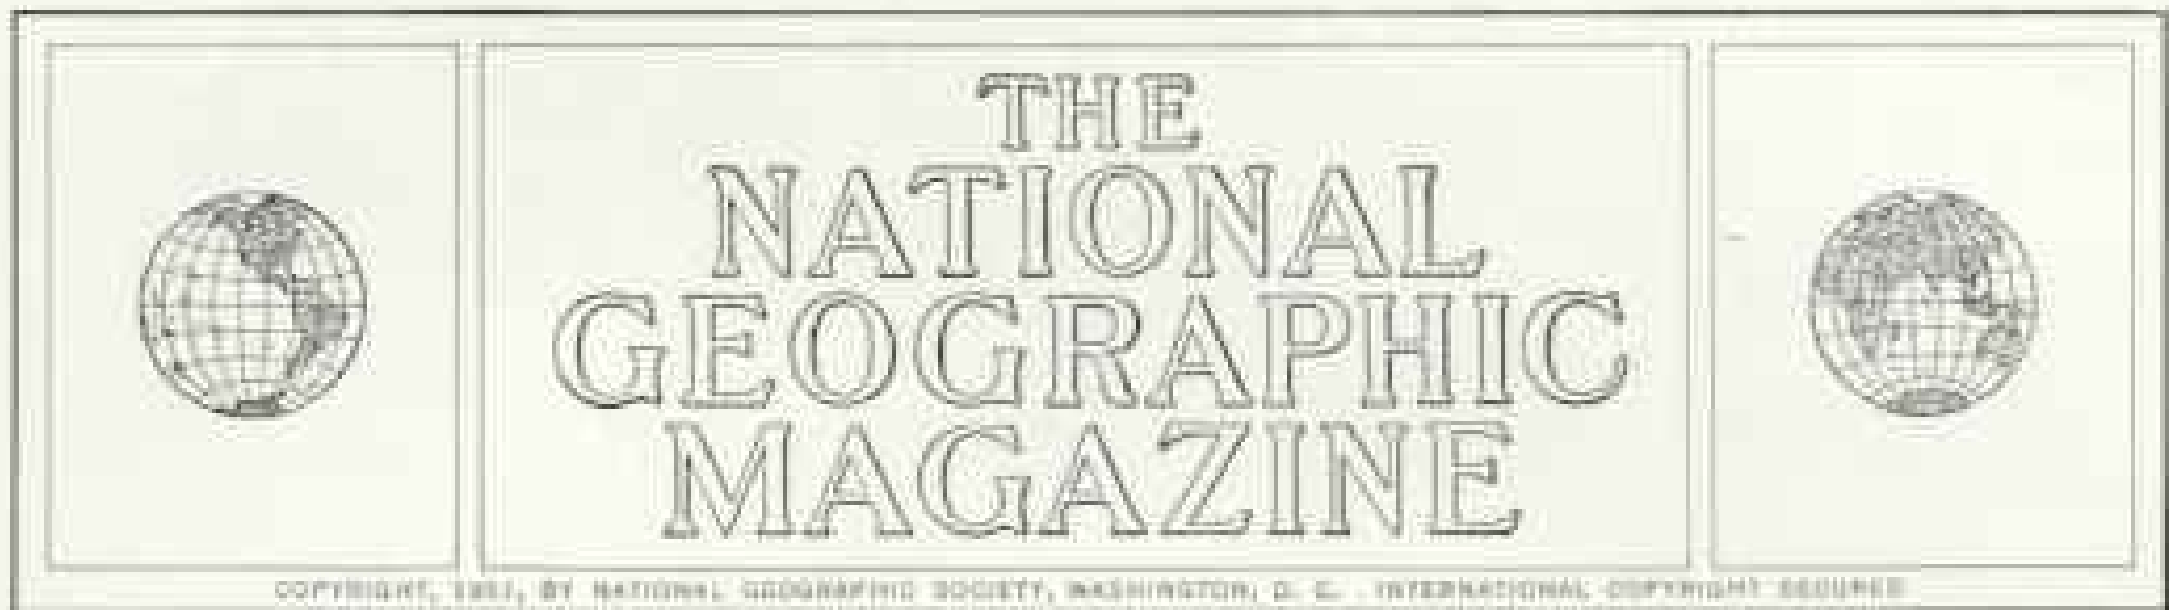 THE
NATIONAL
GEOGRAPHIC
MAGAZINE
COPYRIGHT, BY NATIONAL GEOGRAPHIC SOCIETY, WASHINGTON, D. C. INTERNATIONAL COPYRIGHT SECURED